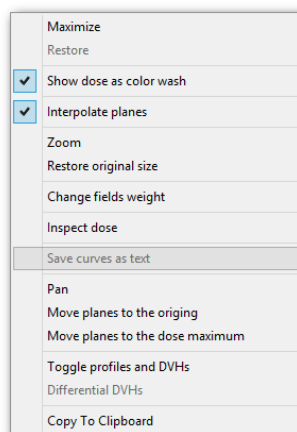 Maximize
Restore
Show dose as color wash
Interpolate planes
Zoom
Restore original size
Change fields weight
Inspect dose
Save curves as text
Pan
Move planes to the origing
Move planes to the dose maximum
Toggle profiles and DVHs
Differential DVHs
Copy To Clipboard